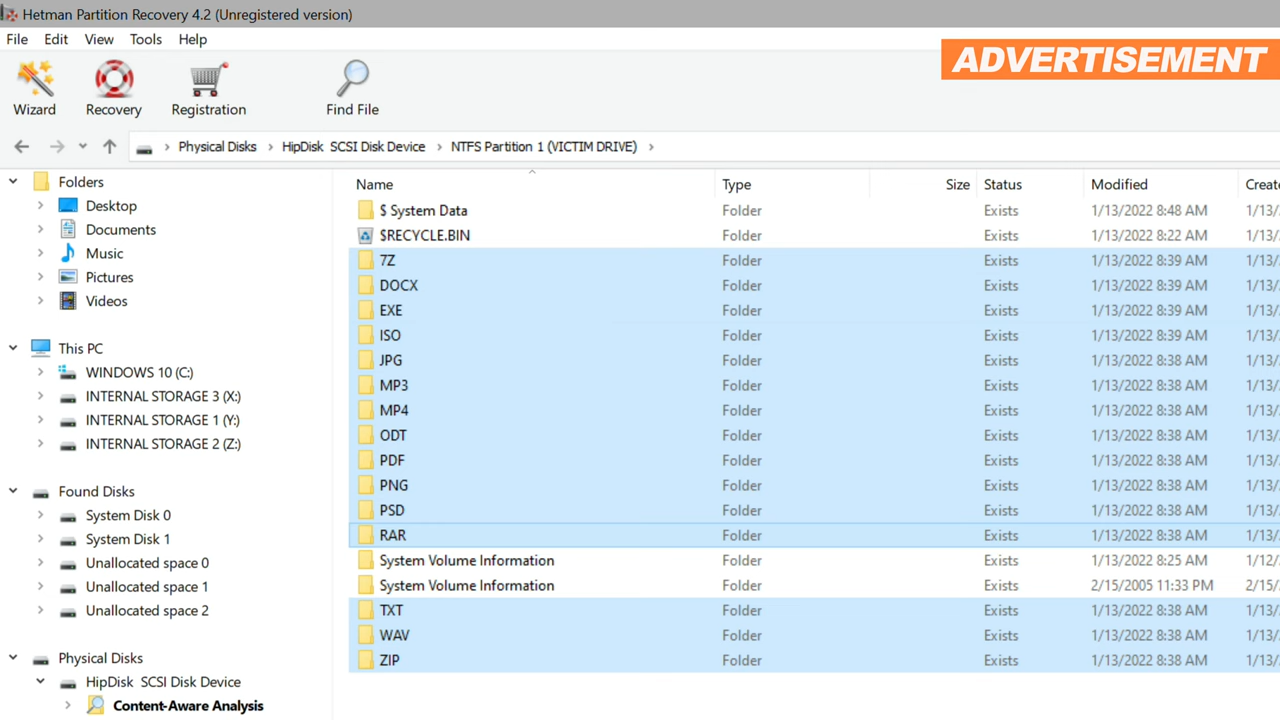 Hetman Partition Recovery 4.2 (Unregistered version)
File Edit View Tools Help
ADVERTISEMENT
Wizard Recovery Registration Find File
Physical Disks HipDisk SCSI Disk Device NTFS Partition 1 (VICTIM DRIVE)
Folders
Desktop
Documents
Music
Pictures
Videos
This PC
WINDOWS 10 (C:)
INTERNAL STORAGE 3 (X:)
INTERNAL STORAGE 1 (Y:)
INTERNAL STORAGE 2 (Z:)
Found Disks
System Disk 0
System Disk 1
Unallocated space 0
Unallocated space 1
Unallocated space 2
Physical Disks
HipDisk SCSI Disk Device
Content-Aware Analysis
Name Type Size Status Modified Create
$ System Data Folder Exists 1/13/2022 8:48 AM 1/13/
$RECYCLE.BIN Folder Exists 1/13/2022 8:22 AM 1/13/
7Z Folder Exists 1/13/2022 8:39 AM 1/13/
DOCX Folder Exists 1/13/2022 8:39 AM 1/13/
EXE Folder Exists 1/13/2022 8:39 AM 1/13/
ISO Folder Exists 1/13/2022 8:39 AM 1/13/
JPG Folder Exists 1/13/2022 8:38 AM 1/13/
MP3 Folder Exists 1/13/2022 8:38 AM 1/13/
MP4 Folder Exists 1/13/2022 8:38 AM 1/13/
ODT Folder Exists 1/13/2022 8:38 AM 1/13/
PDF Folder Exists 1/13/2022 8:38 AM 1/13/
PNG Folder Exists 1/13/2022 8:38 AM 1/13/
PSD Folder Exists 1/13/2022 8:38 AM 1/13/
RAR Folder Exists 1/13/2022 8:38 AM 1/13/
System Volume Information Folder Exists 1/13/2022 8:25 AM 1/12/
System Volume Information Folder Exists 2/15/2005 11:33 PM 2/15/
TXT Folder Exists 1/13/2022 8:38 AM 1/13/
WAV Folder Exists 1/13/2022 8:38 AM 1/13/
ZIP Folder Exists 1/13/2022 8:38 AM 1/13/